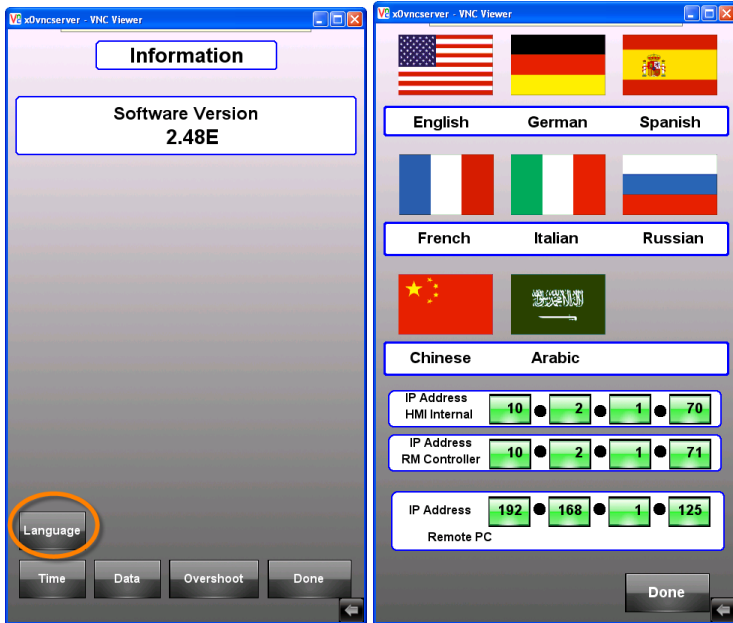 x0vncserver - VNC Viewer
Information
Software Version
2.48E
Language
Time Data Overshoot Done
x0vncserver - VNC Viewer
English German Spanish
French Italian Russian
Chinese Arabic
IP Address
HMI Internal 10 2 1 70
IP Address
RM Controller 10 2 1 71
IP Address 192 168 1 125
Remote PC
Done